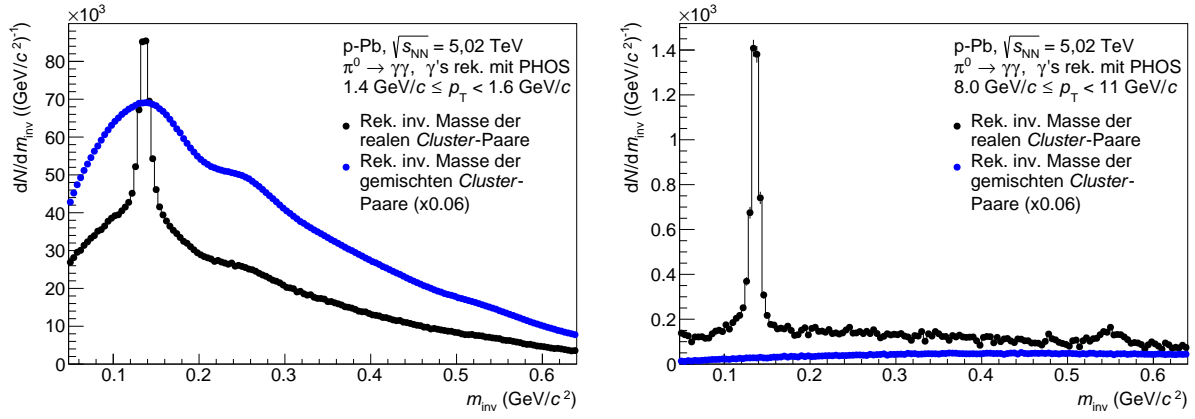 ×10³
dN/dm_inv ((GeV/c²)⁻¹)
90
80
70
60
50
40
30
20
10
0
p-Pb, √s_NN = 5,02 TeV
π⁰ → γγ, γ's rek. mit PHOS
1.4 GeV/c ≤ p_T < 1.6 GeV/c
Rek. inv. Masse der
realen Cluster-Paare
Rek. inv. Masse der
gemischten Cluster-
Paare (x0.06)
0.1 0.2 0.3 0.4 0.5 0.6
m_inv (GeV/c²)
×10³
dN/dm_inv ((GeV/c²)⁻¹)
1.4
1.2
1
0.8
0.6
0.4
0.2
0
p-Pb, √s_NN = 5,02 TeV
π⁰ → γγ, γ's rek. mit PHOS
8.0 GeV/c ≤ p_T < 11 GeV/c
Rek. inv. Masse der
realen Cluster-Paare
Rek. inv. Masse der
gemischten Cluster-
Paare (x0.06)
0.1 0.2 0.3 0.4 0.5 0.6
m_inv (GeV/c²)